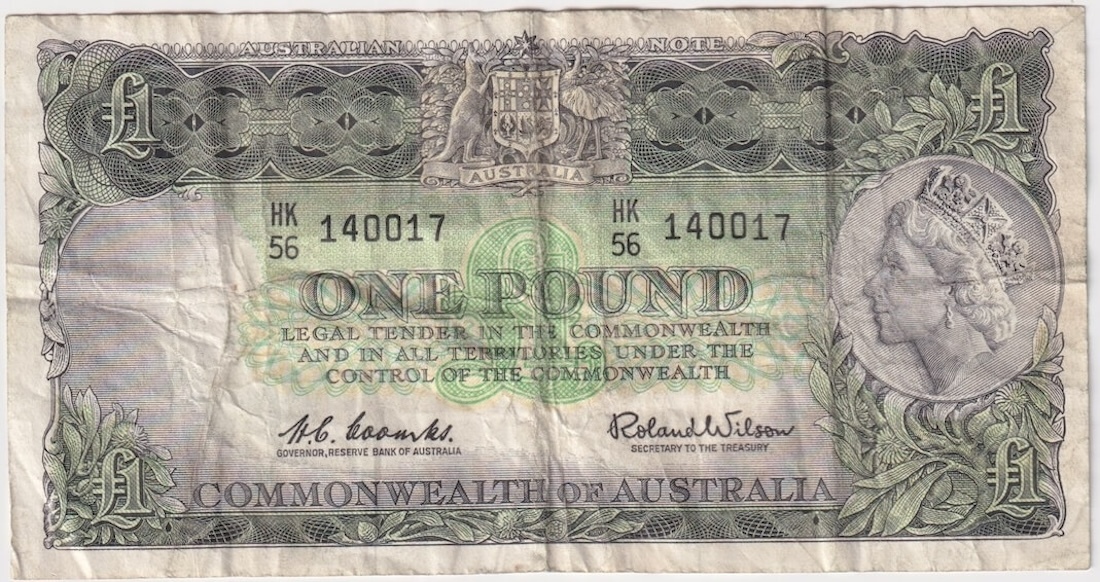 AUSTRALIAN NOTE
£1 £1
AUSTRALIA
HK 56 140017 HK 56 140017
ONE POUND
LEGAL TENDER IN THE COMMONWEALTH
AND IN ALL TERRITORIES UNDER THE
CONTROL OF THE COMMONWEALTH
H.C. Coombs. Roland Wilson
GOVERNOR, RESERVE BANK OF AUSTRALIA SECRETARY TO THE TREASURY
£1 £1
COMMONWEALTH OF AUSTRALIA